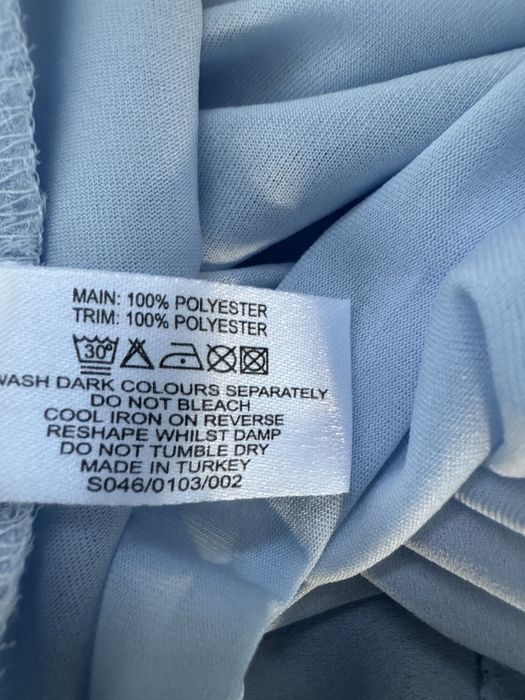 MAIN: 100% POLYESTER
TRIM: 100% POLYESTER
30°
WASH DARK COLOURS SEPARATELY
DO NOT BLEACH
COOL IRON ON REVERSE
RESHAPE WHILST DAMP
DO NOT TUMBLE DRY
MADE IN TURKEY
S046/0103/002